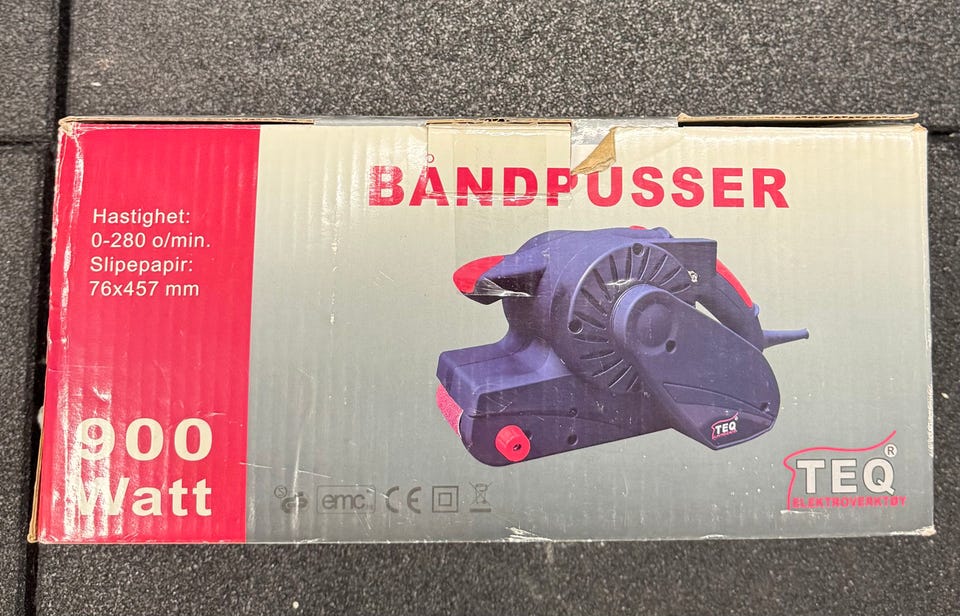 BÅNDPUSSER
Hastighet:
0-280 o/min.
Slipepapir:
76x457 mm
900
Watt
TEQ
S
emc
CE
TEQ®
ELEKTROVERKTØY